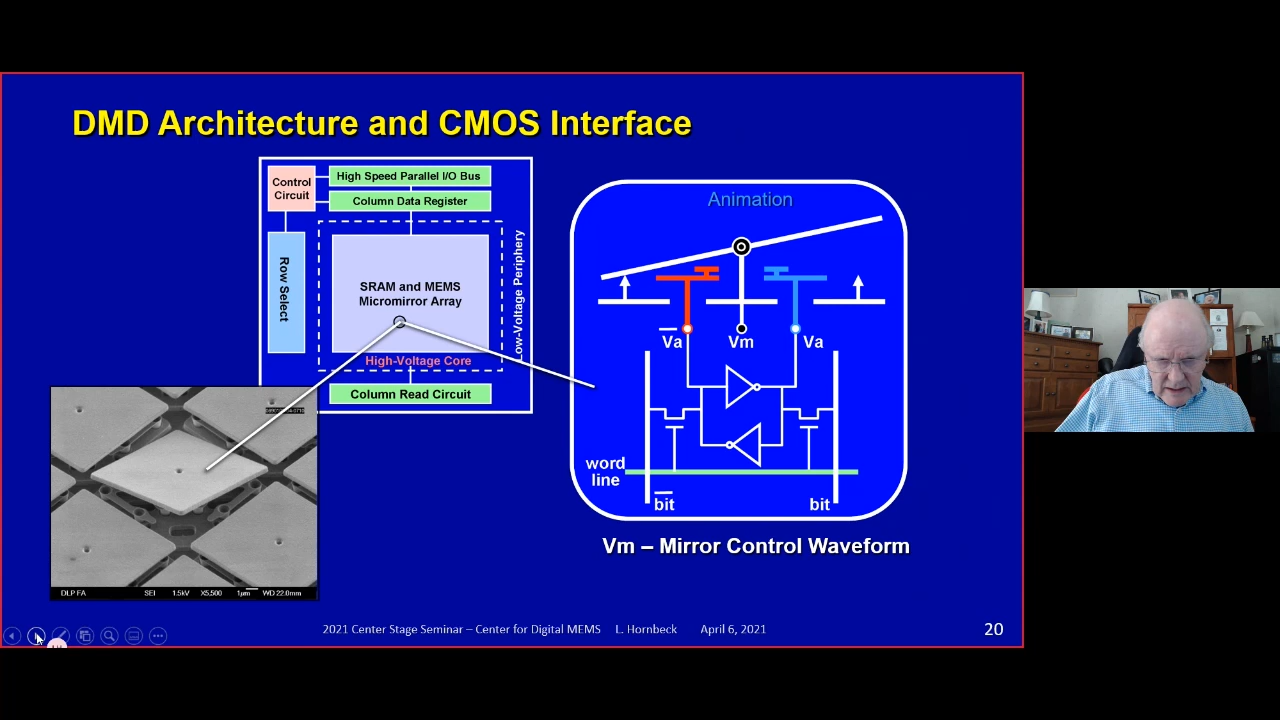 DMD Architecture and CMOS Interface
Control
Circuit
High Speed Parallel I/O Bus
Column Data Register
Row Select
SRAM and MEMS
Micromirror Array
High-Voltage Core
Low-Voltage Periphery
Column Read Circuit
DLP FA SEI 1.5kV X5,500 1µm WD 22.0mm
Animation
V̅a̅ Vm Va
word
line
b̅i̅t̅ bit
Vm – Mirror Control Waveform
2021 Center Stage Seminar – Center for Digital MEMS L. Hornbeck April 6, 2021
20